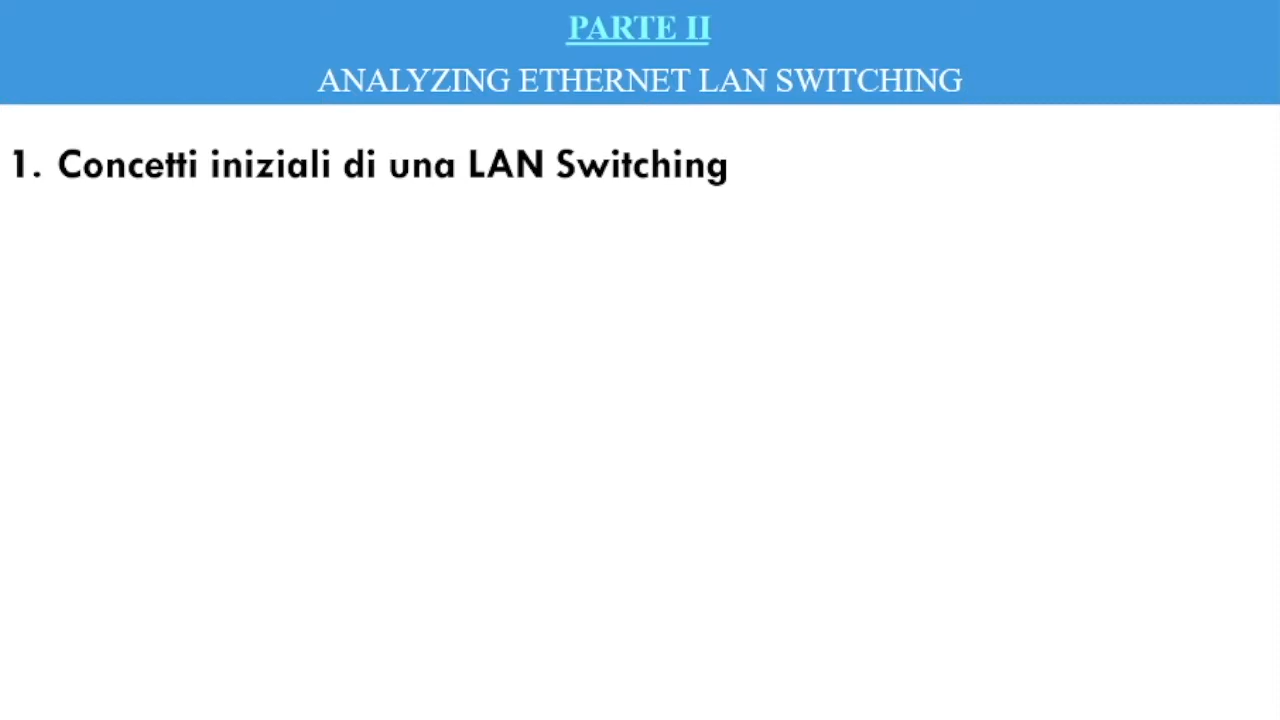 PARTE II
ANALYZING ETHERNET LAN SWITCHING
1. Concetti iniziali di una LAN Switching